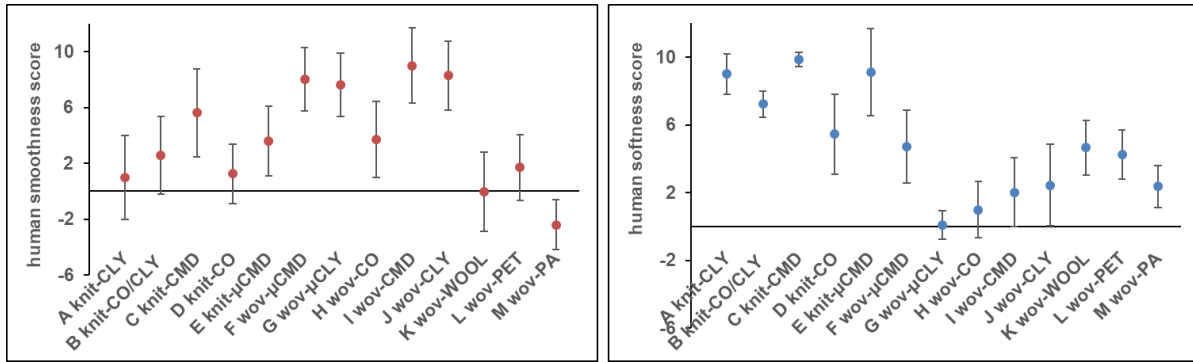 human smoothness score
10
6
2
-2
-6
A knit-CLY
B knit-CO/CLY
C knit-CMD
D knit-CO
E knit-µCMD
F wov-µCMD
G wov-µCLY
H wov-CO
I wov-CMD
J wov-CLY
K wov-WOOL
L wov-PET
M wov-PA
human softness score
10
6
2
-2
-6
A knit-CLY
B knit-CO/CLY
C knit-CMD
D knit-CO
E knit-µCMD
F wov-µCMD
G wov-µCLY
H wov-CO
I wov-CMD
J wov-CLY
K wov-WOOL
L wov-PET
M wov-PA